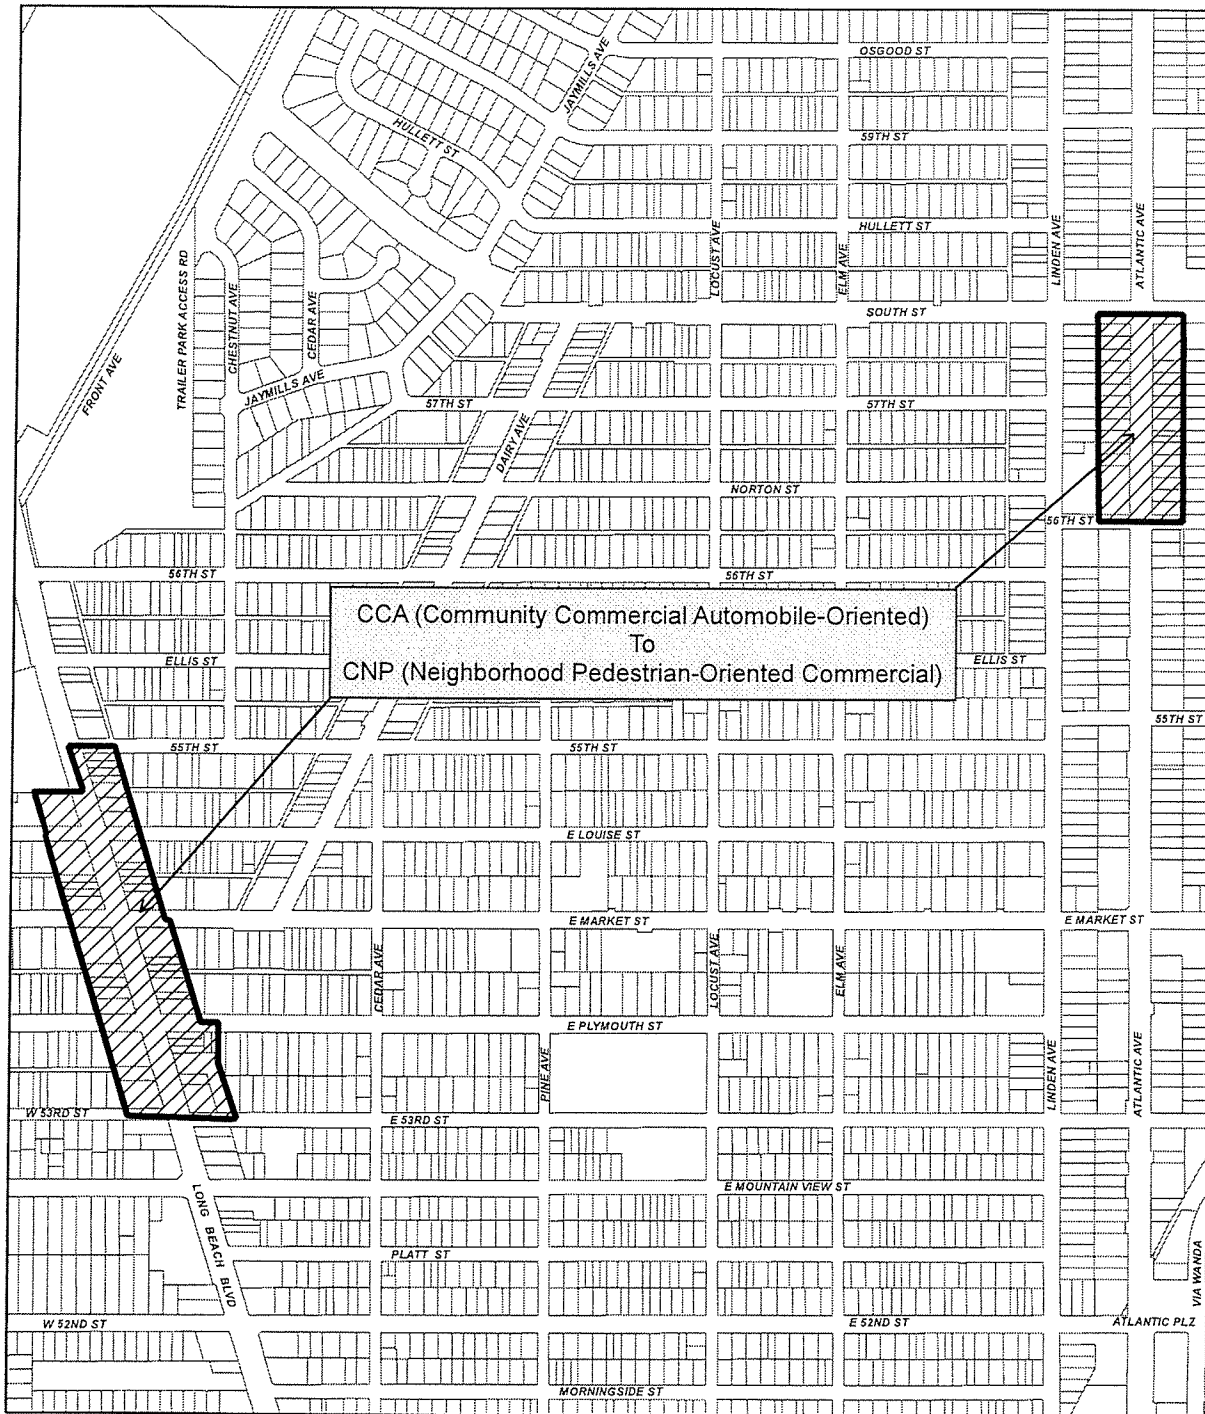 OSGOOD ST
JAYMILLS AVE
HULLETT ST
59TH ST
HULLETT ST
LOCUST AVE
ELM AVE
LINDEN AVE
ATLANTIC AVE
TRAILER PARK ACCESS RD
CHESTNUT AVE
CEDAR AVE
FRONT AVE
SOUTH ST
JAYMILLS AVE
57TH ST
57TH ST
DAIRY AVE
NORTON ST
56TH ST
56TH ST
56TH ST
CCA (Community Commercial Automobile-Oriented)
To
CNP (Neighborhood Pedestrian-Oriented Commercial)
ELLIS ST
ELLIS ST
55TH ST
55TH ST
55TH ST
E LOUISE ST
E MARKET ST
E MARKET ST
CEDAR AVE
LOCUST AVE
ELM AVE
E PLYMOUTH ST
PINE AVE
LINDEN AVE
ATLANTIC AVE
W 53RD ST
E 53RD ST
E MOUNTAIN VIEW ST
LONG BEACH BLVD
PLATT ST
VIA WANDA
W 52ND ST
E 52ND ST
ATLANTIC PLZ
MORNINGSIDE ST